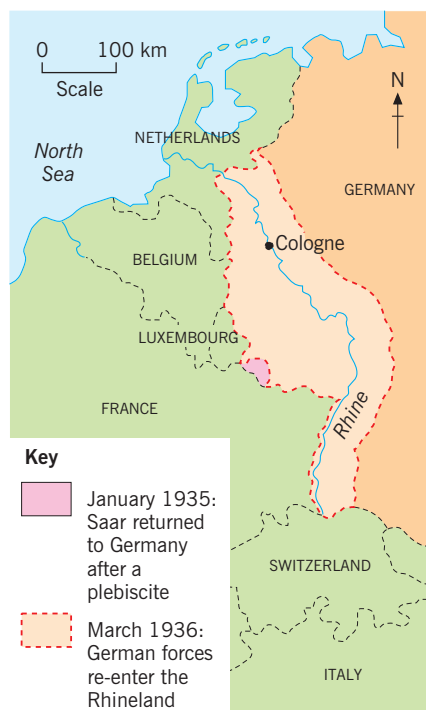 0 100 km
Scale
N
North
Sea
NETHERLANDS
GERMANY
Cologne
BELGIUM
LUXEMBOURG
FRANCE
Rhine
Key
January 1935:
Saar returned
to Germany
after a
plebiscite
March 1936:
German forces
re-enter the
Rhineland
SWITZERLAND
ITALY